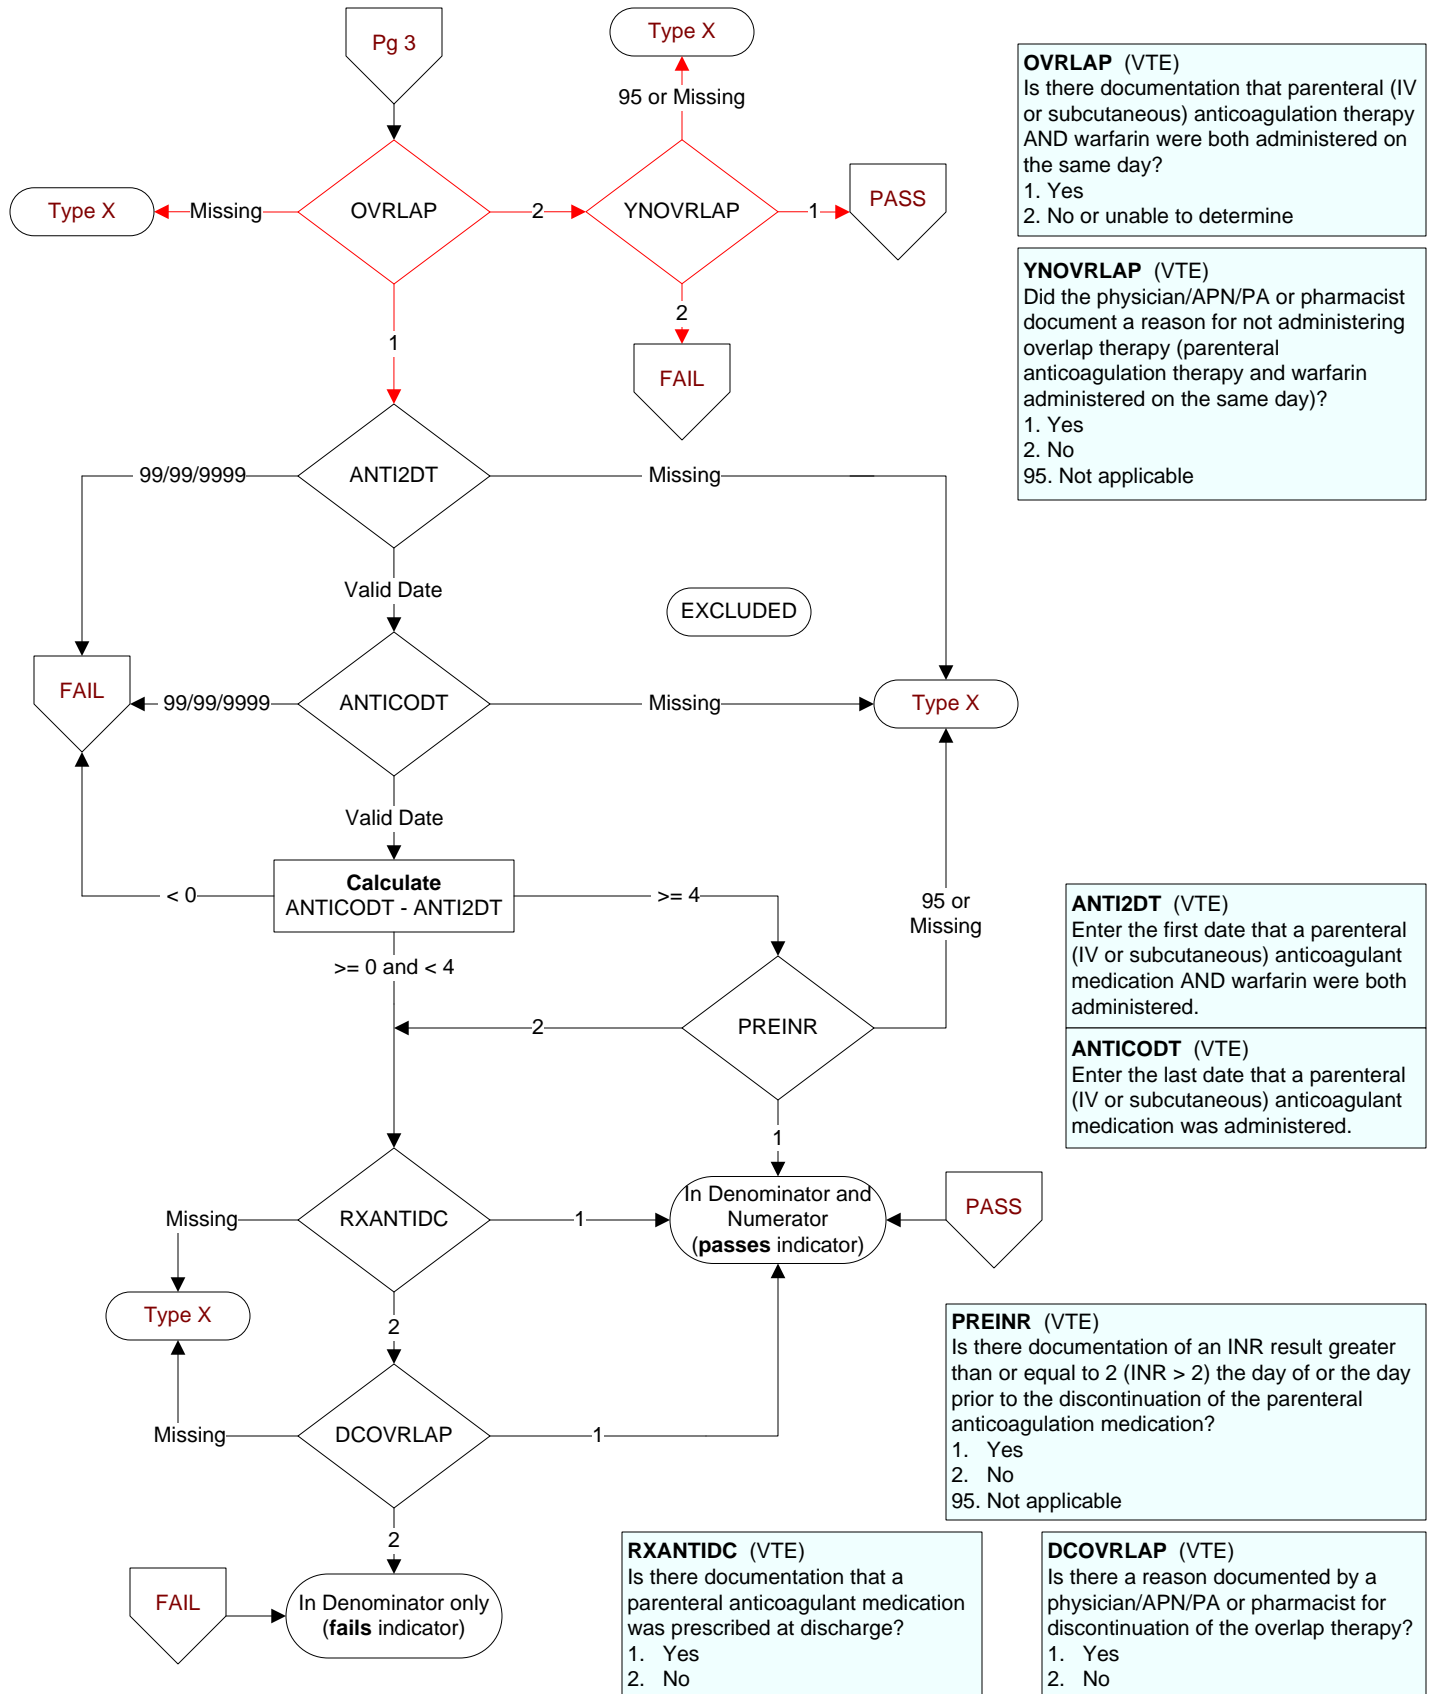 Pg 3
Type X
95 or Missing
Type X
Missing
OVRLAP
2
YNOVRLAP
1
PASS
1
2
FAIL
99/99/9999
ANTI2DT
Missing
Valid Date
EXCLUDED
FAIL
99/99/9999
ANTICODT
Missing
Type X
Valid Date
< 0
Calculate
ANTICODT - ANTI2DT
>= 4
95 or
Missing
>= 0 and < 4
2
PREINR
1
Missing
RXANTIDC
1
In Denominator and
Numerator
(passes indicator)
PASS
Type X
2
Missing
DCOVRLAP
1
2
FAIL
In Denominator only
(fails indicator)
OVRLAP (VTE)
Is there documentation that parenteral (IV
or subcutaneous) anticoagulation therapy
AND warfarin were both administered on
the same day?
1. Yes
2. No or unable to determine
YNOVRLAP (VTE)
Did the physician/APN/PA or pharmacist
document a reason for not administering
overlap therapy (parenteral
anticoagulation therapy and warfarin
administered on the same day)?
1. Yes
2. No
95. Not applicable
ANTI2DT (VTE)
Enter the first date that a parenteral
(IV or subcutaneous) anticoagulant
medication AND warfarin were both
administered.
ANTICODT (VTE)
Enter the last date that a parenteral
(IV or subcutaneous) anticoagulant
medication was administered.
PREINR (VTE)
Is there documentation of an INR result greater
than or equal to 2 (INR > 2) the day of or the day
prior to the discontinuation of the parenteral
anticoagulation medication?
1. Yes
2. No
95. Not applicable
RXANTIDC (VTE)
Is there documentation that a
parenteral anticoagulant medication
was prescribed at discharge?
1. Yes
2. No
DCOVRLAP (VTE)
Is there a reason documented by a
physician/APN/PA or pharmacist for
discontinuation of the overlap therapy?
1. Yes
2. No